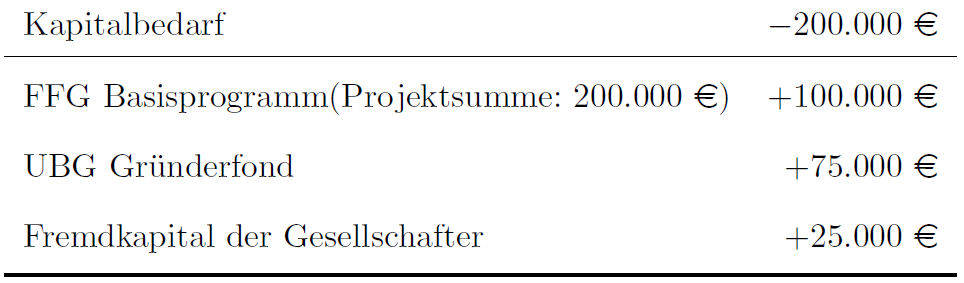 Kapitalbedarf −200.000 €
FFG Basisprogramm(Projektsumme: 200.000 €) +100.000 €
UBG Gründerfond +75.000 €
Fremdkapital der Gesellschafter +25.000 €